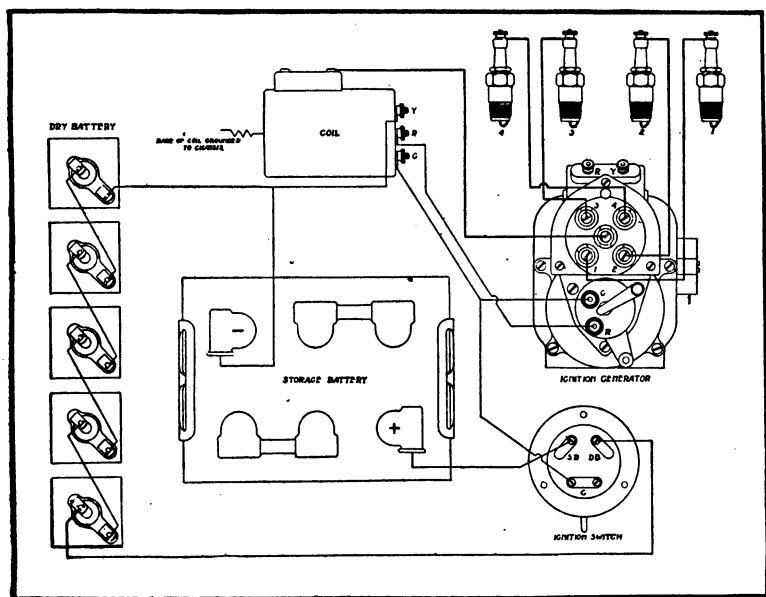 4 3 2 1
DRY BATTERY
COIL
Y
R
G
BASE OF COIL GROUNDED
TO CHASSIS
R Y
3 4
1 2
G
R
IGNITION GENERATOR
-
STORAGE BATTERY
+
SB DB
G
IGNITION SWITCH